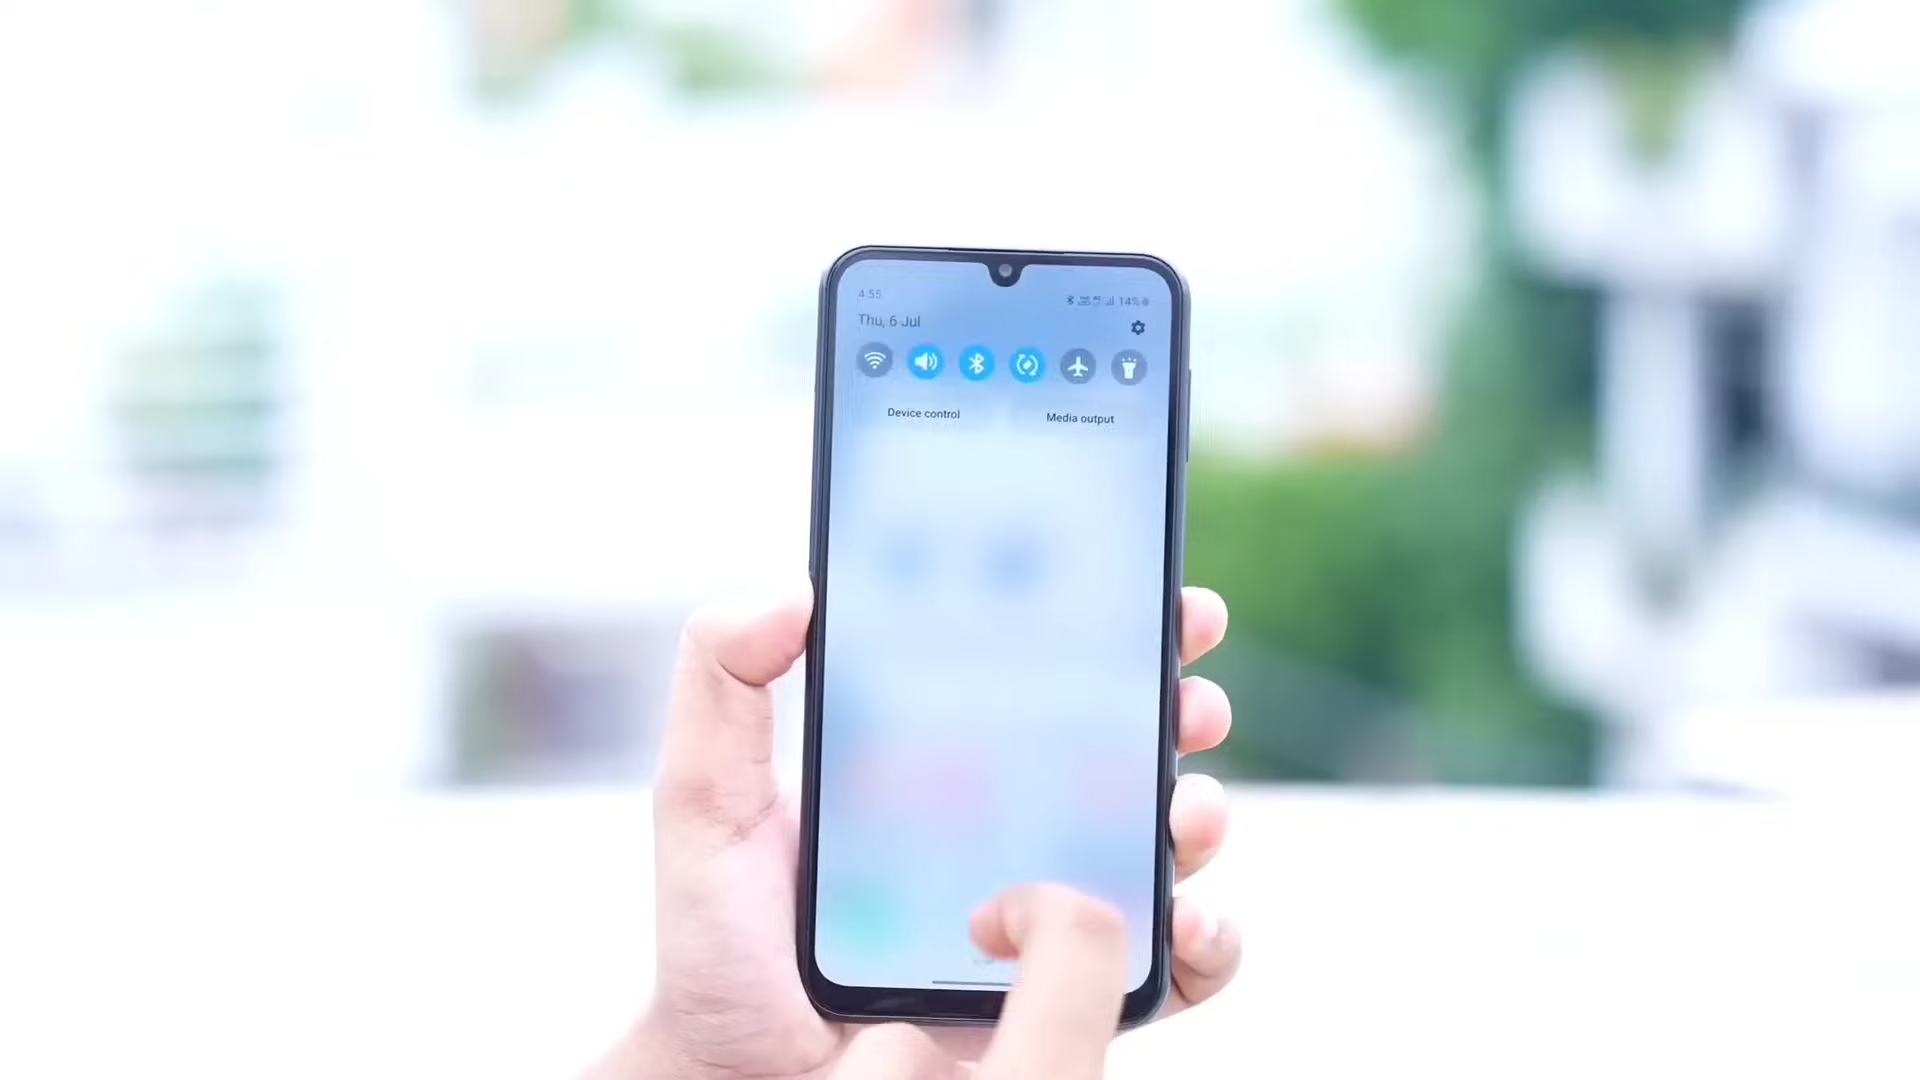 4:55
14%
Thu, 6 Jul
Device control
Media output